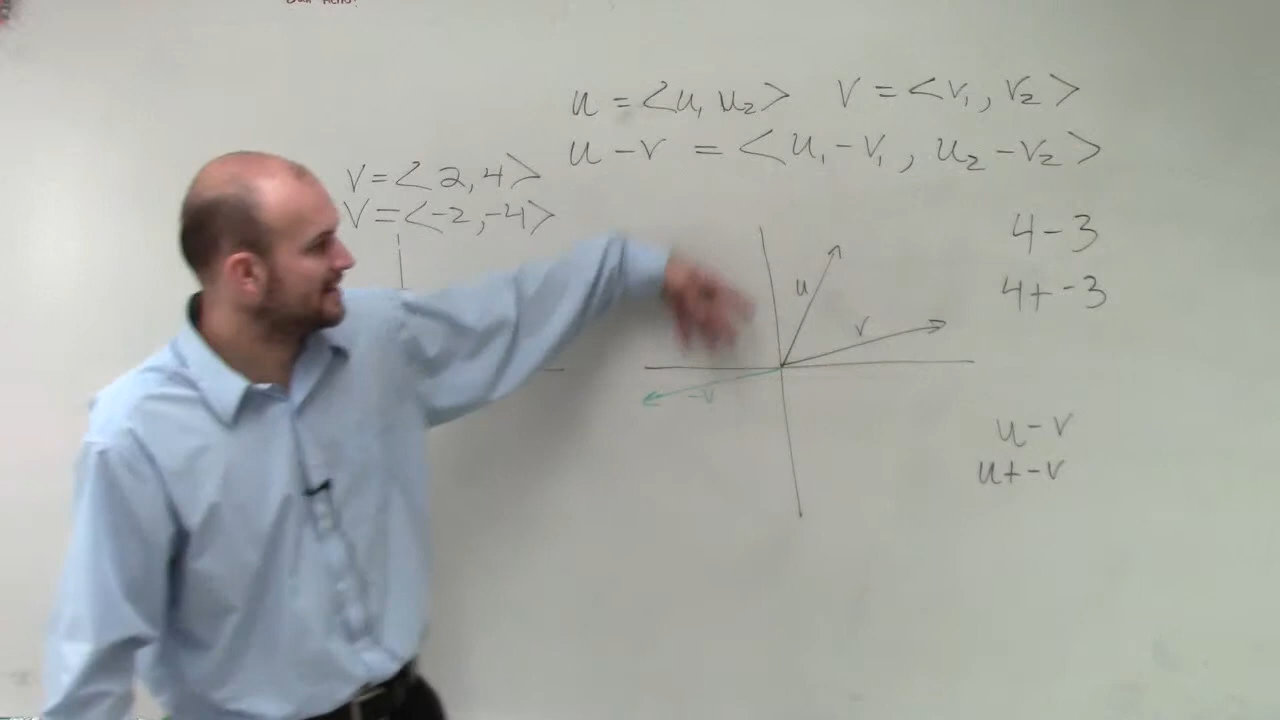 u = <u₁ u₂> v = <v₁, v₂>
u - v = <u₁ - v₁, u₂ - v₂>
v = <2, 4>
v = <-2, -4>
4 - 3
4 + -3
u
v
-v
u - v
u + -v